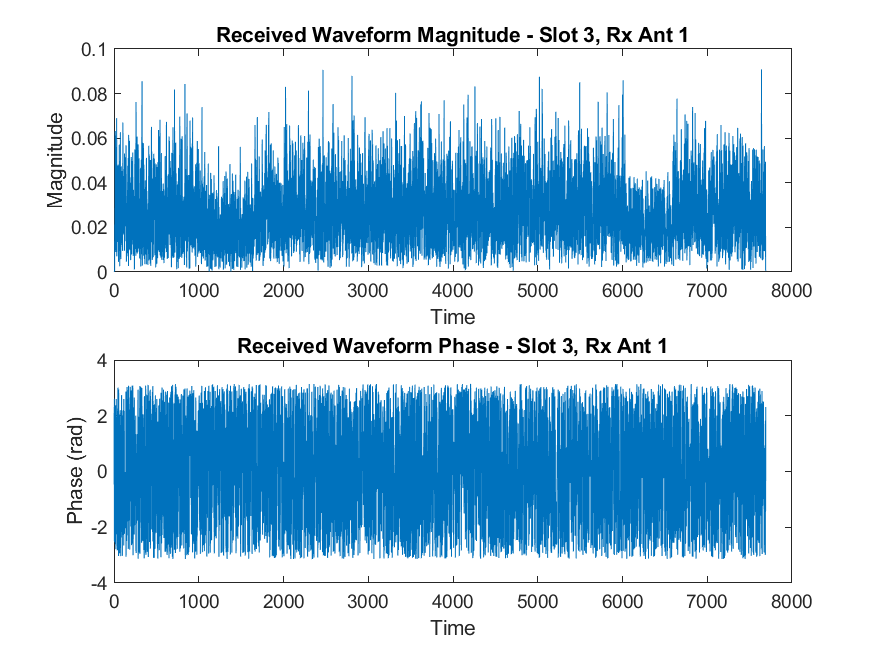 Received Waveform Magnitude - Slot 3, Rx Ant 1
0.1
0.08
0.06
0.04
0.02
0
Magnitude
0 1000 2000 3000 4000 5000 6000 7000 8000
Time
Received Waveform Phase - Slot 3, Rx Ant 1
4
2
0
-2
-4
Phase (rad)
0 1000 2000 3000 4000 5000 6000 7000 8000
Time